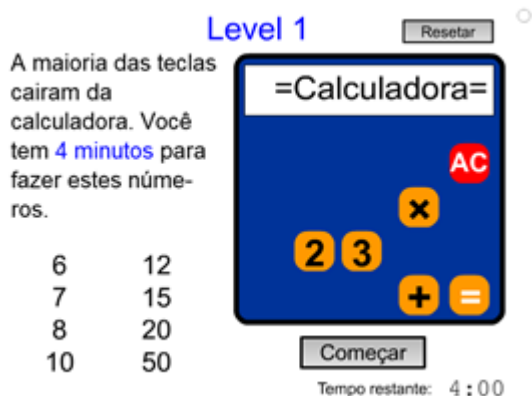 Level 1
Resetar
A maioria das teclas
cairam da
calculadora. Você
tem 4 minutos para
fazer estes núme-
ros.
=Calculadora=
AC
×
2 3
+ =
6 12
7 15
8 20
10 50
Começar
Tempo restante: 4:00